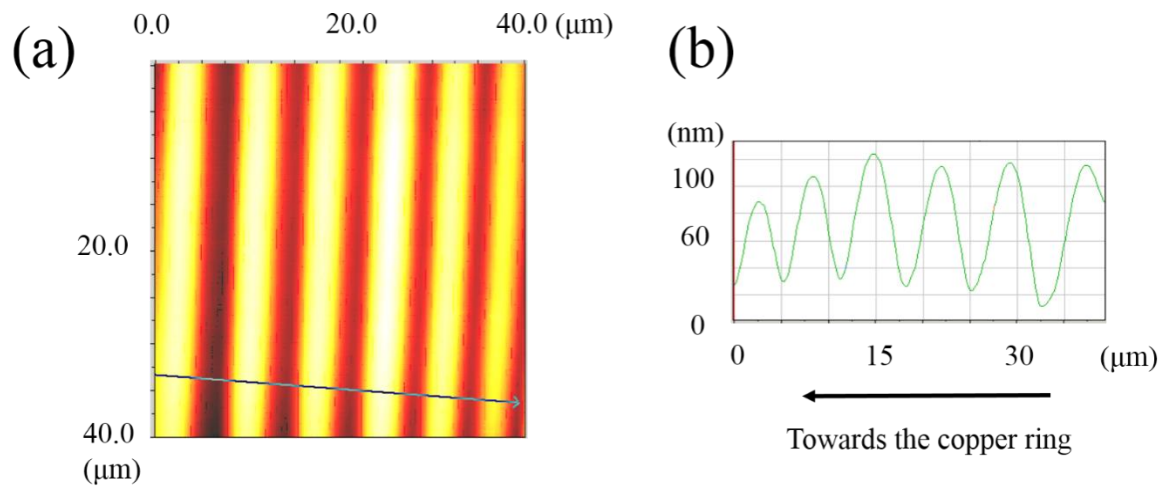 (a)
0.0 20.0 40.0 (μm)
20.0
40.0
(μm)
(b)
(nm)
100
60
0
0 15 30 (μm)
Towards the copper ring